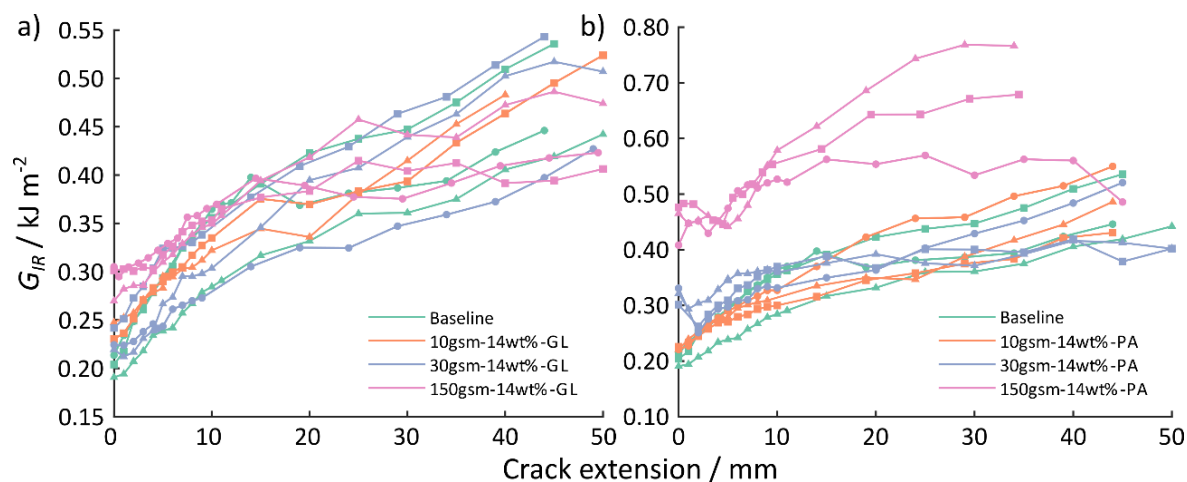 a)
0.55
0.50
0.45
0.40
0.35
0.30
0.25
0.20
0.15
G_IR / kJ m⁻²
Baseline
10gsm-14wt%-GL
30gsm-14wt%-GL
150gsm-14wt%-GL
0 10 20 30 40 50
b)
0.80
0.70
0.60
0.50
0.40
0.30
0.20
0.10
Baseline
10gsm-14wt%-PA
30gsm-14wt%-PA
150gsm-14wt%-PA
0 10 20 30 40 50
Crack extension / mm